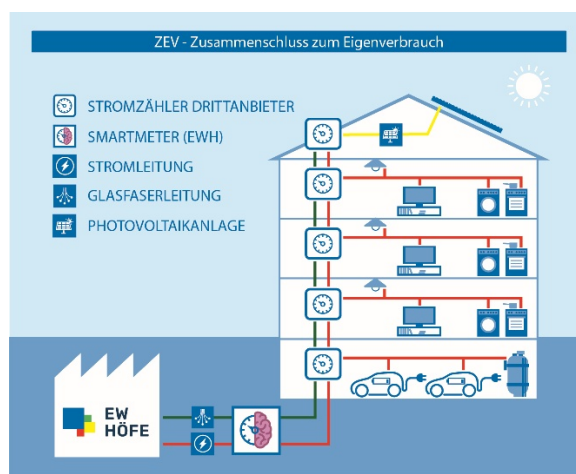 ZEV - Zusammenschluss zum Eigenverbrauch
STROMZÄHLER DRITTANBIETER
SMARTMETER (EWH)
STROMLEITUNG
GLASFASERLEITUNG
PHOTOVOLTAIKANLAGE
EW
HÖFE